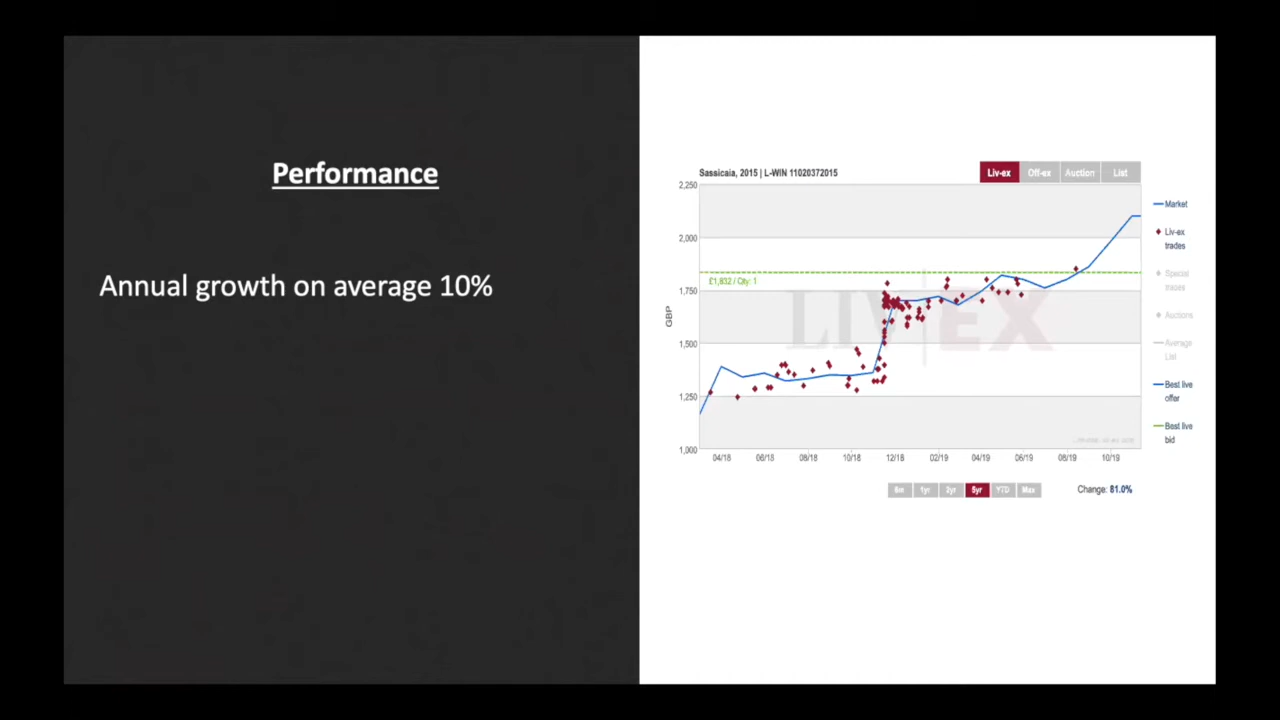 Performance
Annual growth on average 10%
Sassicaia, 2015 | L-WIN 11020372015
Liv-ex Off-ex Auction List
2,250
2,000
1,750
1,500
1,250
1,000
GBP
£1,832 / Qty: 1
LIV EX
04/18 06/18 08/18 10/18 12/18 02/19 04/19 06/19 08/19 10/19
Market
Liv-ex
trades
Special
trades
Auctions
Average
List
Best live
offer
Best live
bid
6m 1yr 2yr 5yr YTD Max
Change: 81.0%